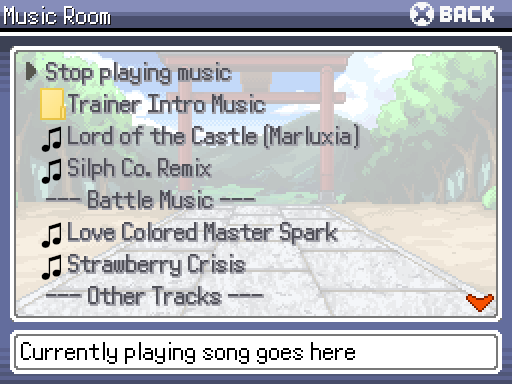 Music Room
BACK
Stop playing music
Trainer Intro Music
Lord of the Castle (Marluxia)
Silph Co. Remix
--- Battle Music ---
Love Colored Master Spark
Strawberry Crisis
--- Other Tracks ---
Currently playing song goes here